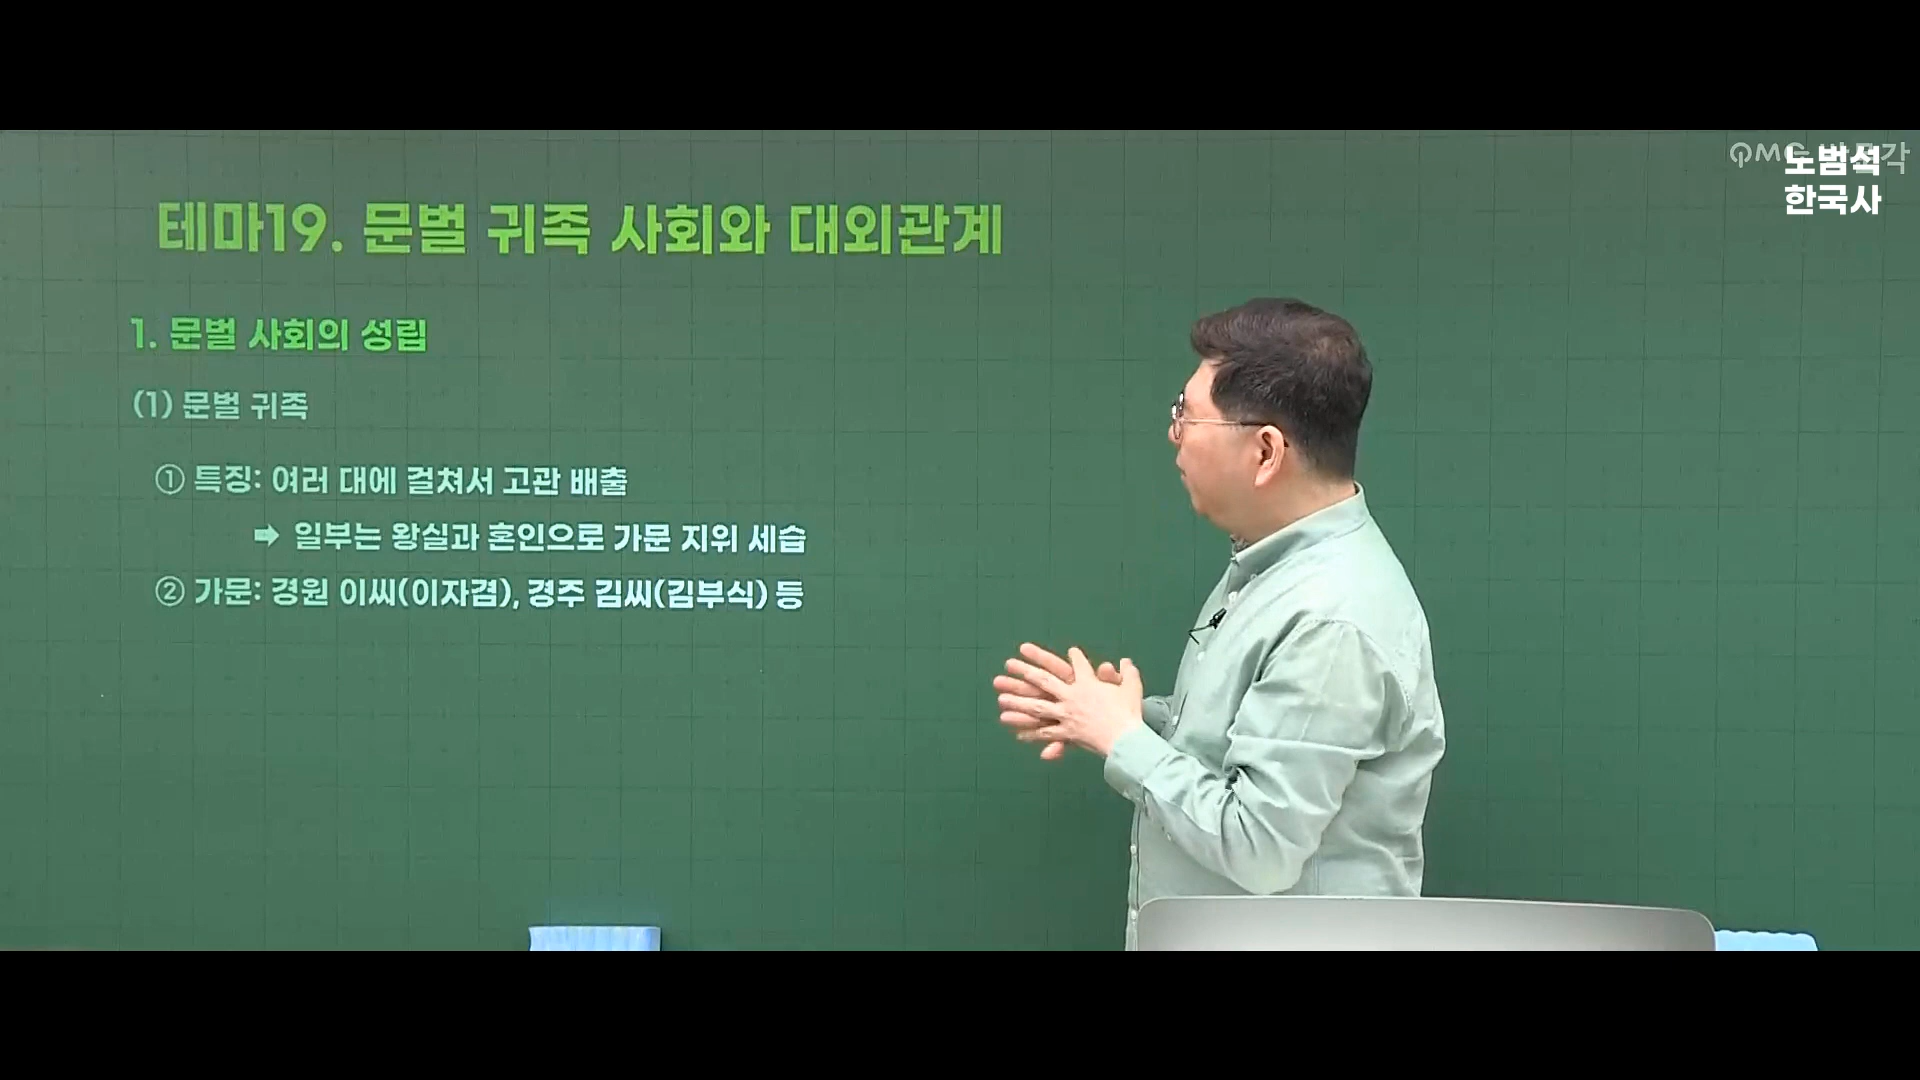 노범석
한국사
테마19. 문벌 귀족 사회와 대외관계
1. 문벌 사회의 성립
(1) 문벌 귀족
① 특징: 여러 대에 걸쳐서 고관 배출
➡ 일부는 왕실과 혼인으로 가문 지위 세습
② 가문: 경원 이씨(이자겸), 경주 김씨(김부식) 등